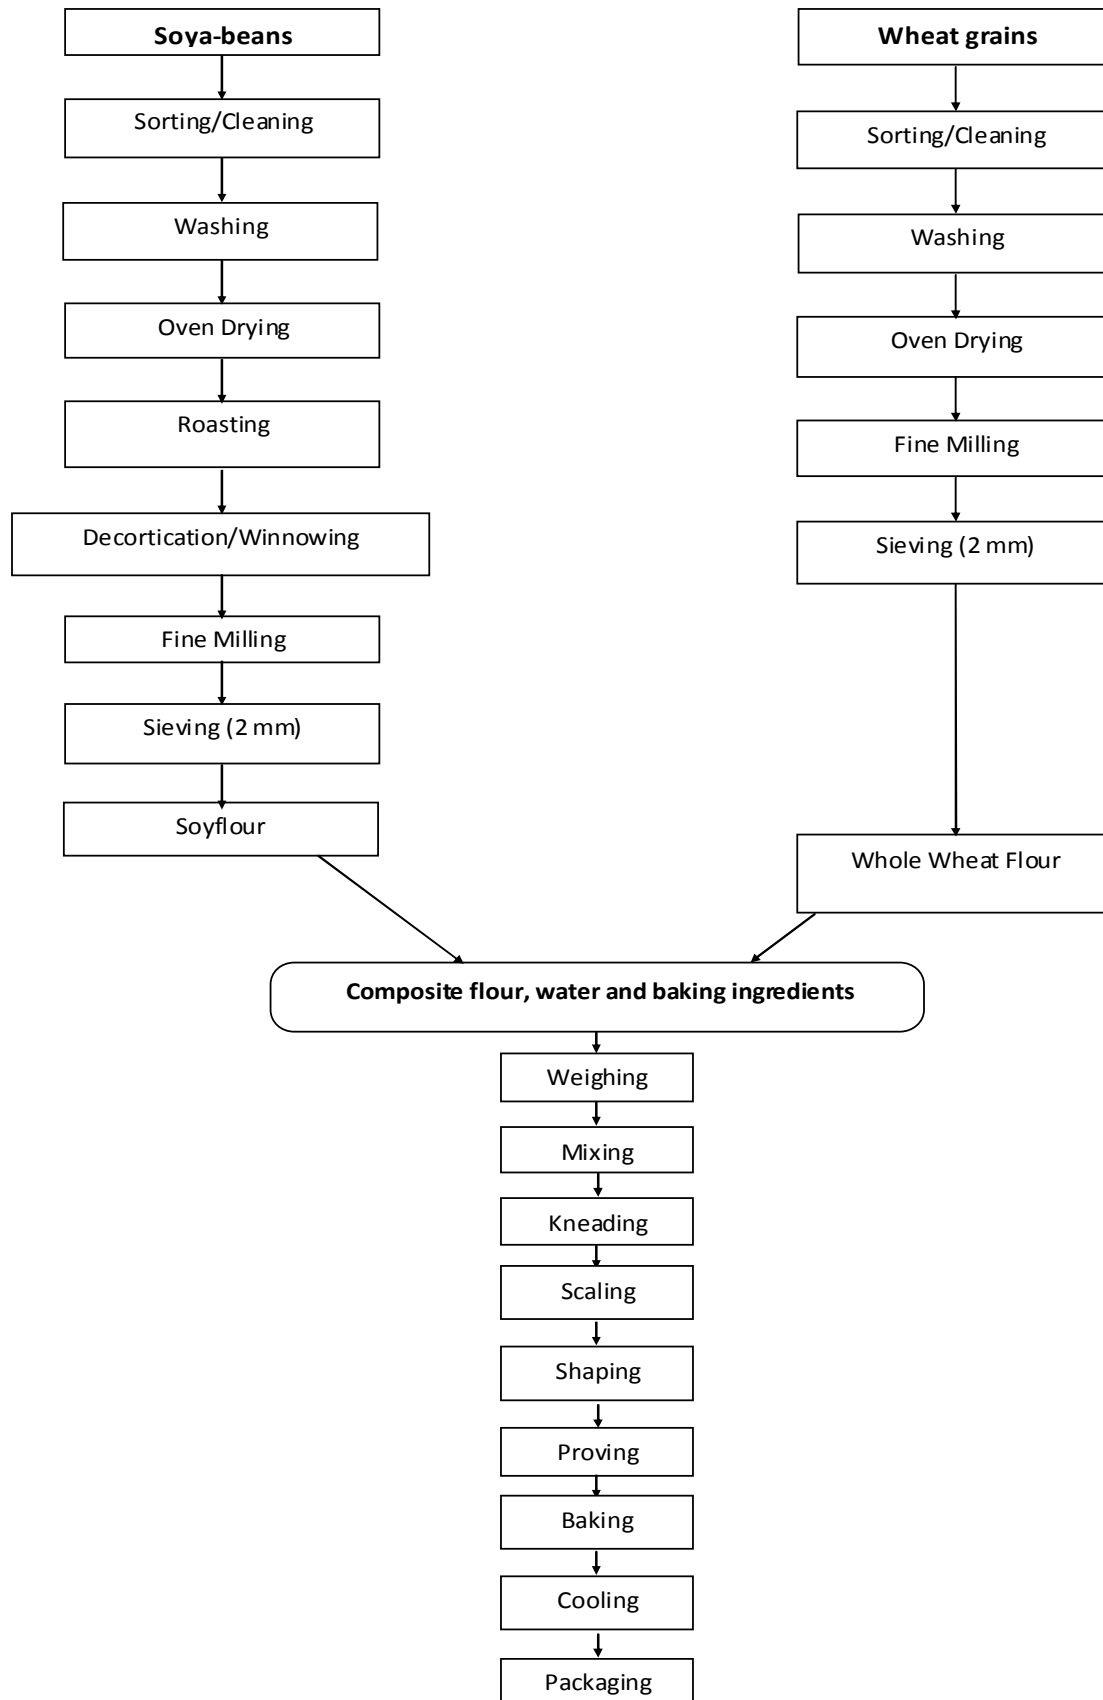 Soya-beans
Sorting/Cleaning
Washing
Oven Drying
Roasting
Decortication/Winnowing
Fine Milling
Sieving (2 mm)
Soyflour
Wheat grains
Sorting/Cleaning
Washing
Oven Drying
Fine Milling
Sieving (2 mm)
Whole Wheat Flour
Composite flour, water and baking ingredients
Weighing
Mixing
Kneading
Scaling
Shaping
Proving
Baking
Cooling
Packaging